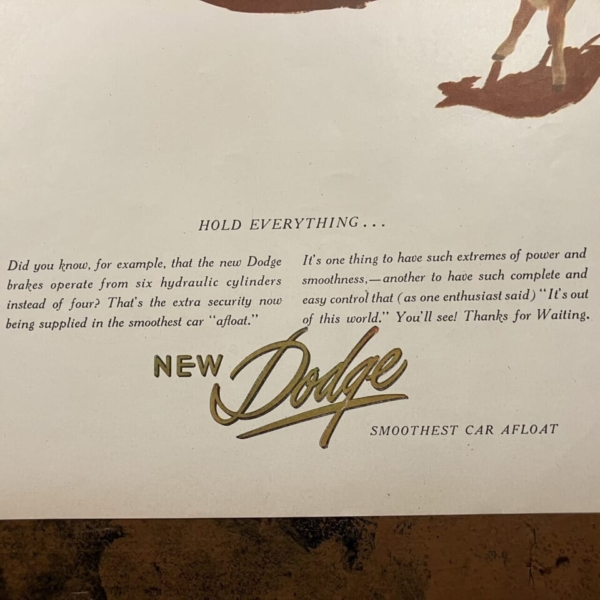 HOLD EVERYTHING...
Did you know, for example, that the new Dodge
brakes operate from six hydraulic cylinders
instead of four? That's the extra security now
being supplied in the smoothest car "afloat."
It's one thing to have such extremes of power and
smoothness,—another to have such complete and
easy control that (as one enthusiast said) "It's out
of this world." You'll see! Thanks for Waiting.
NEW Dodge
SMOOTHEST CAR AFLOAT